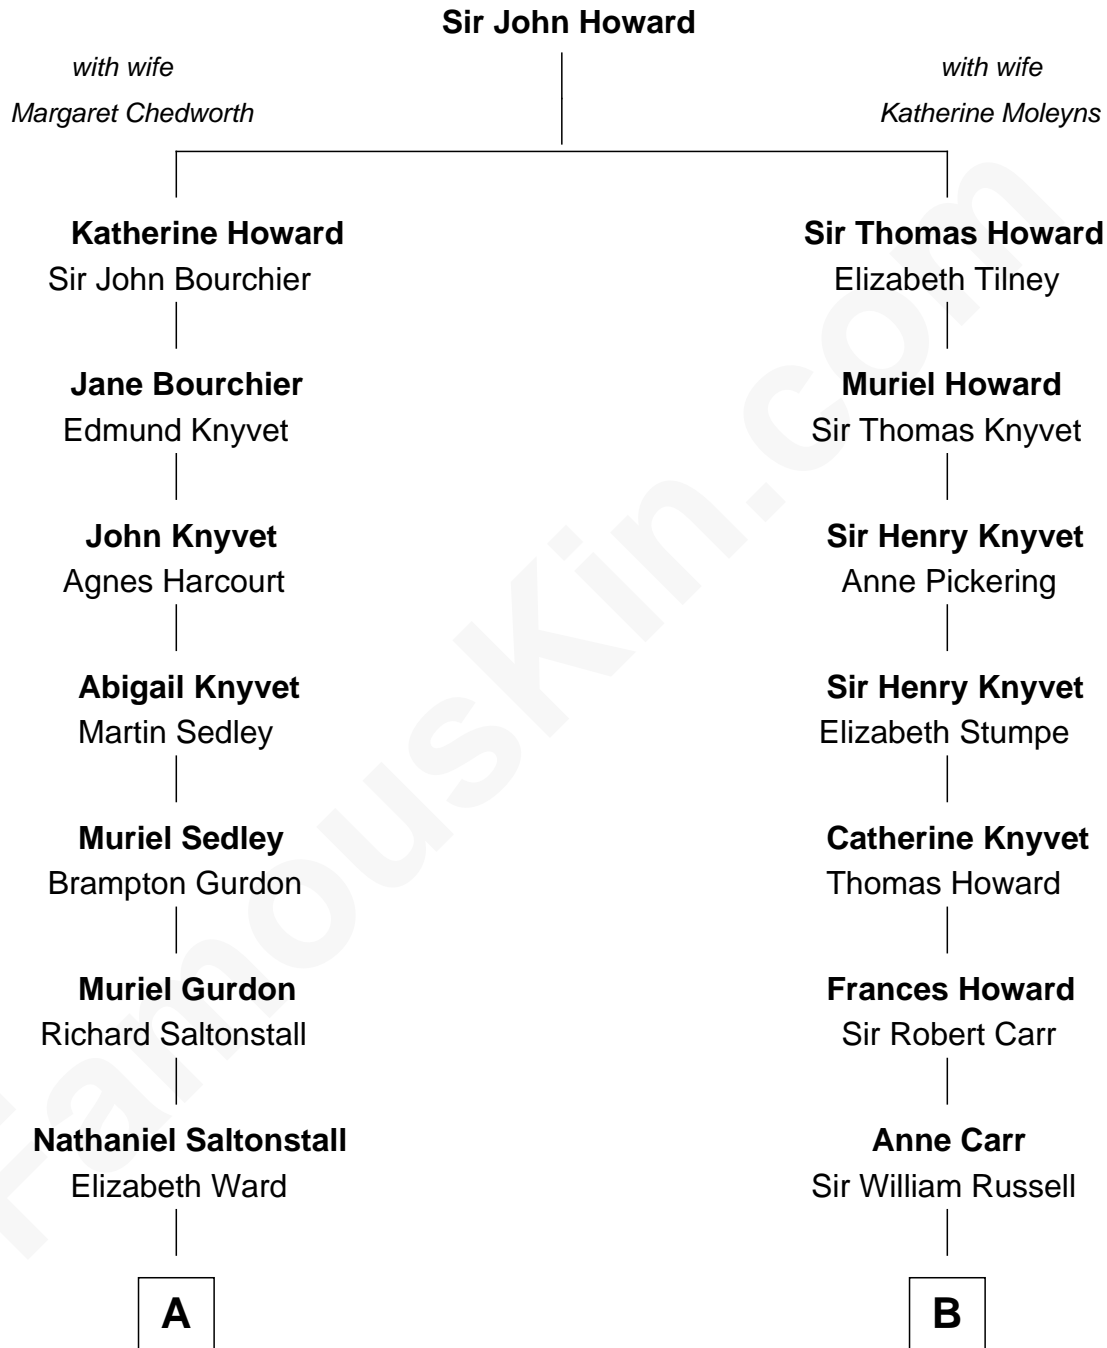 Sir John Howard
with wife
Margaret Chedworth
with wife
Katherine Moleyns
Katherine Howard
Sir John Bourchier
Sir Thomas Howard
Elizabeth Tilney
Jane Bourchier
Edmund Knyvet
Muriel Howard
Sir Thomas Knyvet
John Knyvet
Agnes Harcourt
Sir Henry Knyvet
Anne Pickering
Abigail Knyvet
Martin Sedley
Sir Henry Knyvet
Elizabeth Stumpe
Muriel Sedley
Brampton Gurdon
Catherine Knyvet
Thomas Howard
Muriel Gurdon
Richard Saltonstall
Frances Howard
Sir Robert Carr
Nathaniel Saltonstall
Elizabeth Ward
Anne Carr
Sir William Russell
A
B
FamousKin.com